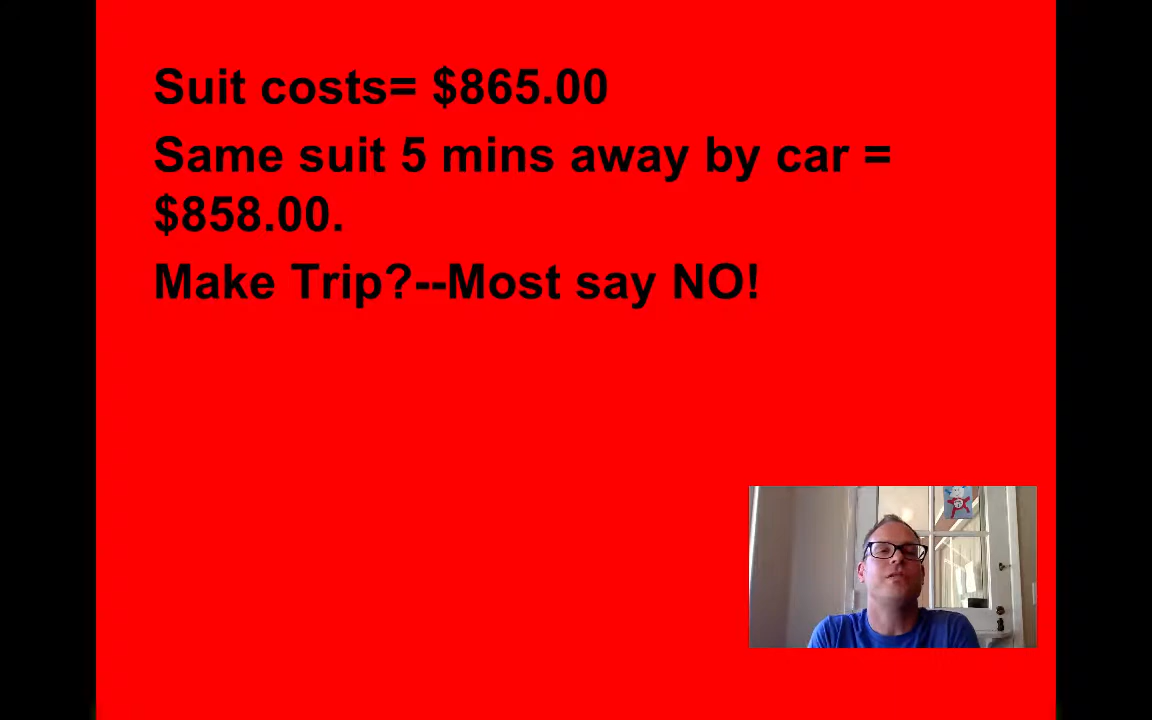 Suit costs= $865.00
Same suit 5 mins away by car =
$858.00.
Make Trip?--Most say NO!